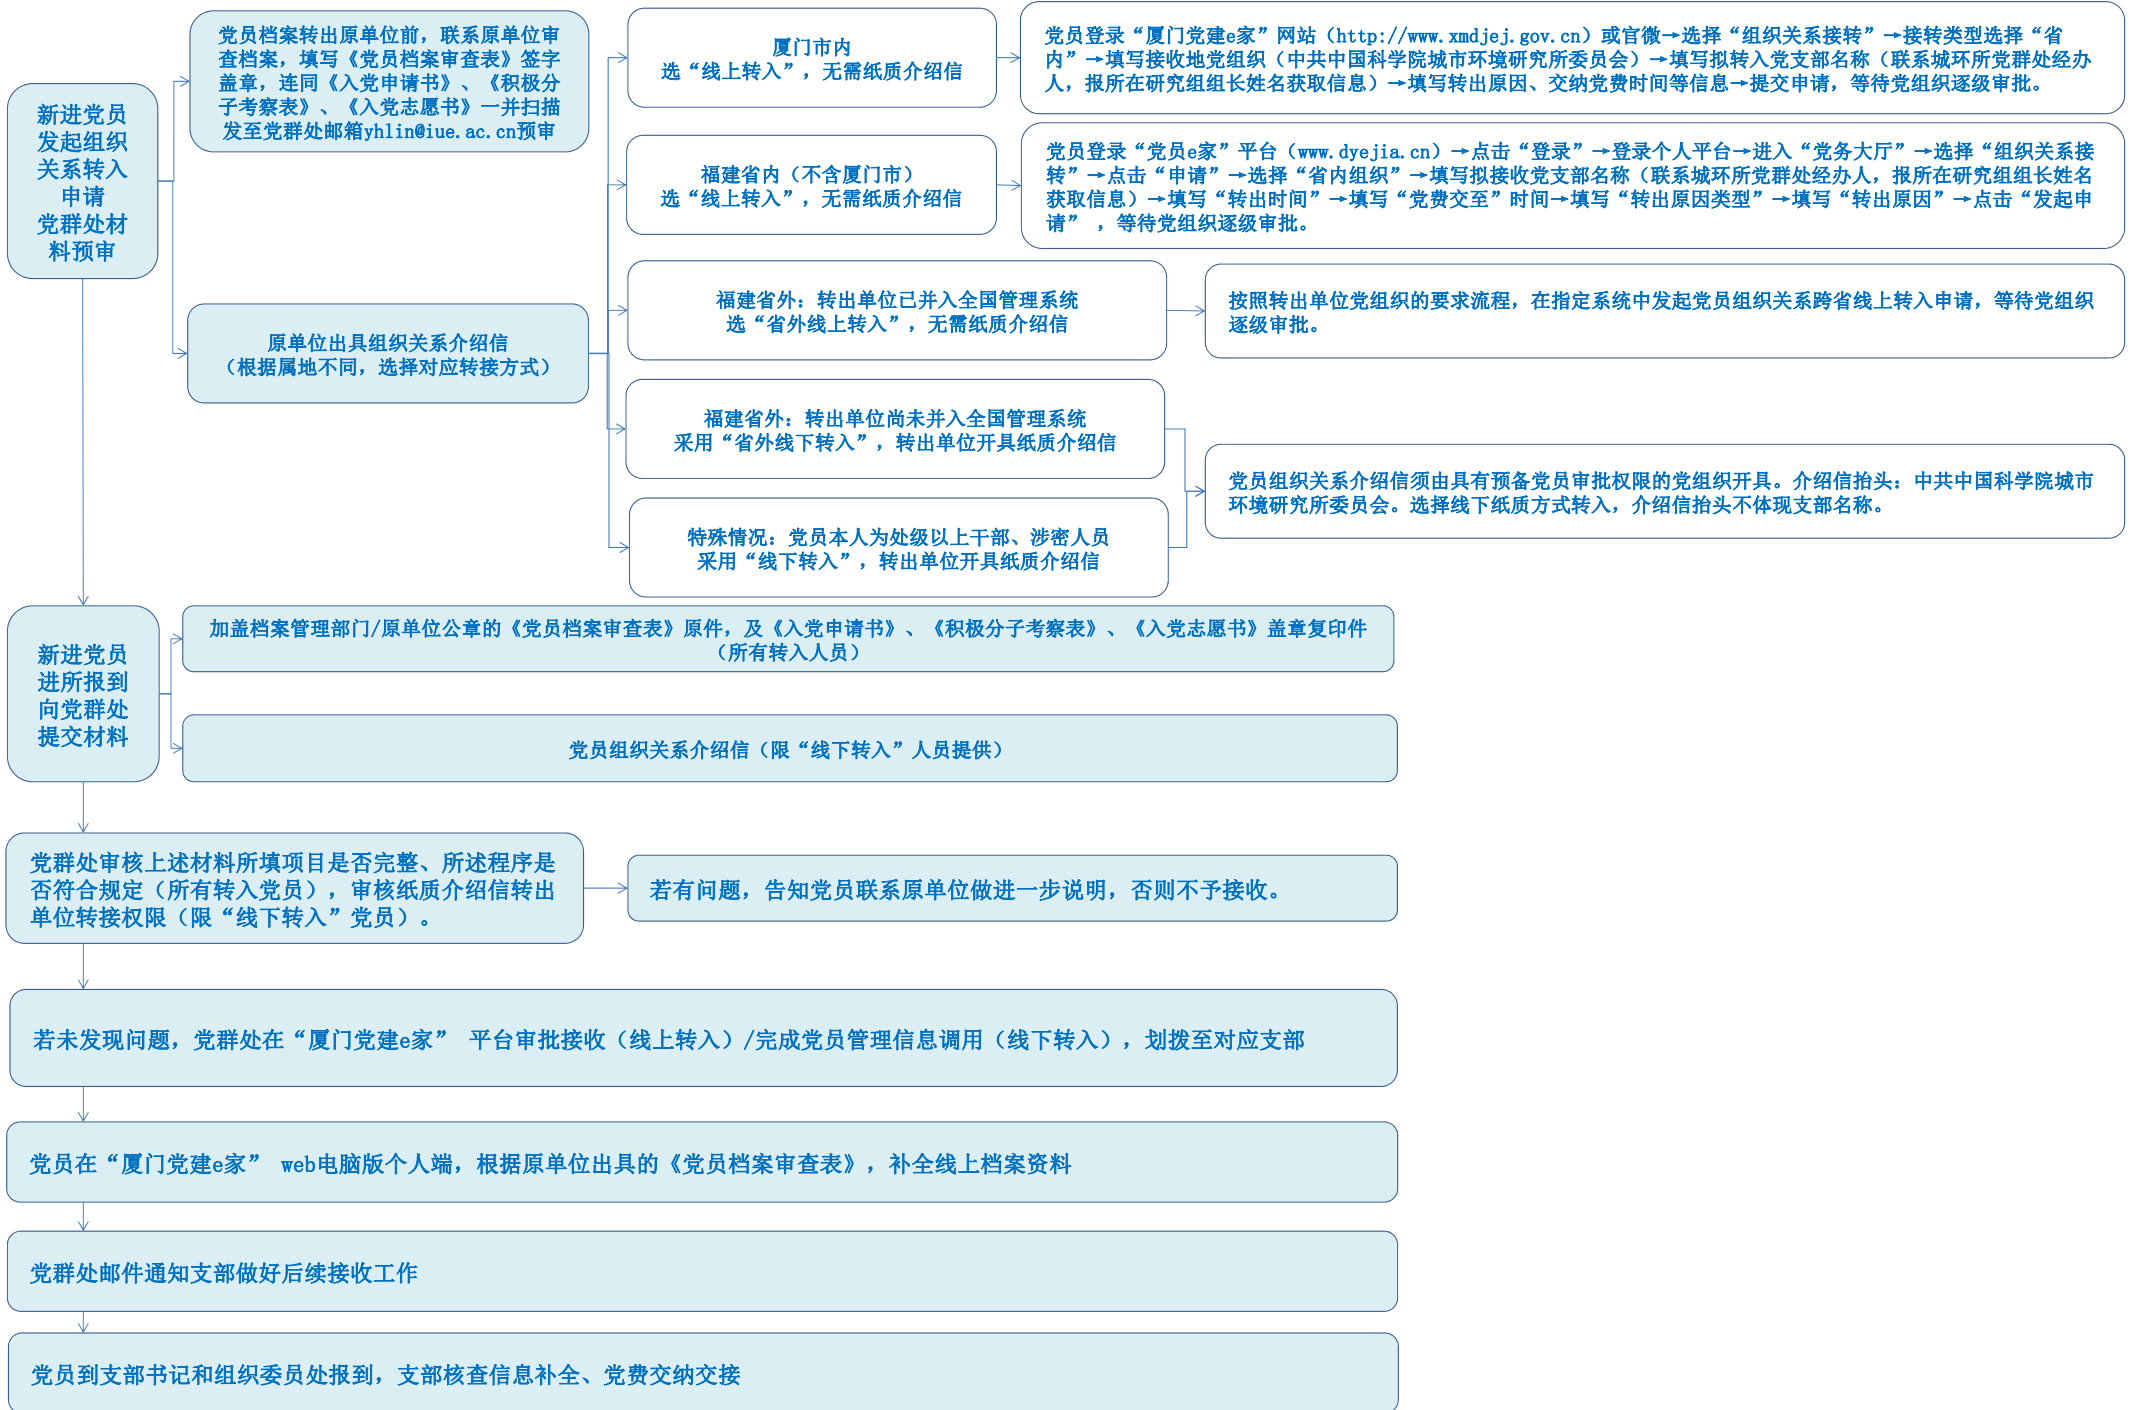 新进党员
发起组织
关系转入
申请
党群处材
料预审
党员档案转出原单位前，联系原单位审
查档案，填写《党员档案审查表》签字
盖章，连同《入党申请书》、《积极分
子考察表》、《入党志愿书》一并扫描
发至党群处邮箱yhlin@iue.ac.cn预审
原单位出具组织关系介绍信
（根据属地不同，选择对应转接方式）
厦门市内
选“线上转入”，无需纸质介绍信
党员登录“厦门党建e家”网站（http://www.xmdjej.gov.cn）或官微→选择“组织关系接转”→接转类型选择“省
内”→填写接收地党组织（中共中国科学院城市环境研究所委员会）→填写拟转入党支部名称（联系城环所党群处经办
人，报所在研究组组长姓名获取信息）→填写转出原因、交纳党费时间等信息→提交申请，等待党组织逐级审批。
福建省内（不含厦门市）
选“线上转入”，无需纸质介绍信
党员登录“党员e家”平台（www.dyejia.cn）→点击“登录”→登录个人平台→进入“党务大厅”→选择“组织关系接
转”→点击“申请”→选择“省内组织”→填写拟接收党支部名称（联系城环所党群处经办人，报所在研究组组长姓名
获取信息）→填写“转出时间”→填写“党费交至”时间→填写“转出原因类型”→填写“转出原因”→点击“发起申
请” ，等待党组织逐级审批。
福建省外：转出单位已并入全国管理系统
选“省外线上转入”，无需纸质介绍信
按照转出单位党组织的要求流程，在指定系统中发起党员组织关系跨省线上转入申请，等待党组织
逐级审批。
福建省外：转出单位尚未并入全国管理系统
采用“省外线下转入”，转出单位开具纸质介绍信
特殊情况：党员本人为处级以上干部、涉密人员
采用“线下转入”，转出单位开具纸质介绍信
党员组织关系介绍信须由具有预备党员审批权限的党组织开具。介绍信抬头：中共中国科学院城市
环境研究所委员会。选择线下纸质方式转入，介绍信抬头不体现支部名称。
新进党员
进所报到
向党群处
提交材料
加盖档案管理部门/原单位公章的《党员档案审查表》原件，及《入党申请书》、《积极分子考察表》、《入党志愿书》盖章复印件
（所有转入人员）
党员组织关系介绍信（限“线下转入”人员提供）
党群处审核上述材料所填项目是否完整、所述程序是
否符合规定（所有转入党员），审核纸质介绍信转出
单位转接权限（限“线下转入”党员）。
若有问题，告知党员联系原单位做进一步说明，否则不予接收。
若未发现问题，党群处在“厦门党建e家” 平台审批接收（线上转入）/完成党员管理信息调用（线下转入），划拨至对应支部
党员在“厦门党建e家” web电脑版个人端，根据原单位出具的《党员档案审查表》，补全线上档案资料
党群处邮件通知支部做好后续接收工作
党员到支部书记和组织委员处报到，支部核查信息补全、党费交纳交接